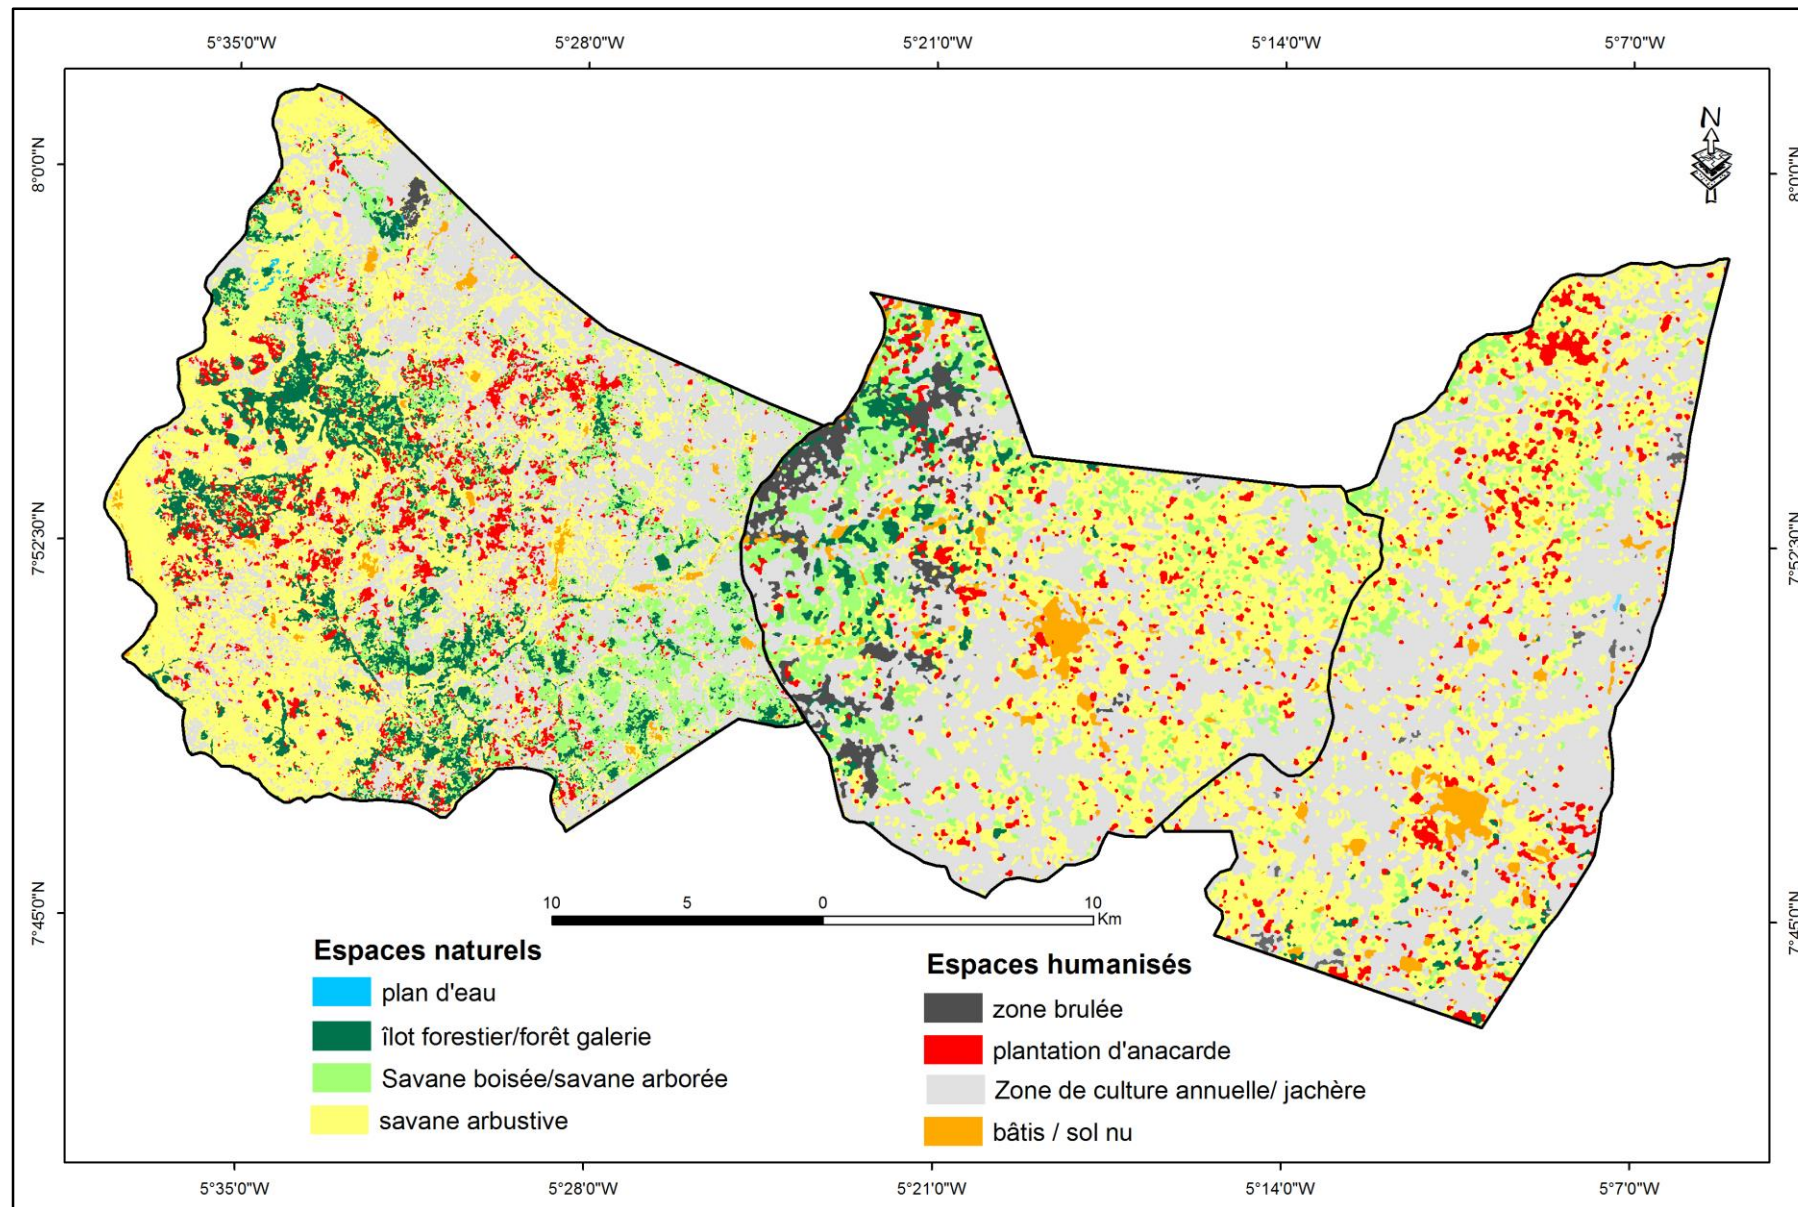 5°35'0"W 5°28'0"W 5°21'0"W 5°14'0"W 5°7'0"W
N
8°0'0"N 8°0'0"N
7°52'30"N 7°52'30"N
7°45'0"N 7°45'0"N
10 5 0 10
Km
Espaces naturels
plan d'eau
îlot forestier/forêt galerie
Savane boisée/savane arborée
savane arbustive
Espaces humanisés
zone brulée
plantation d'anacarde
Zone de culture annuelle/ jachère
bâtis / sol nu
5°35'0"W 5°28'0"W 5°21'0"W 5°14'0"W 5°7'0"W